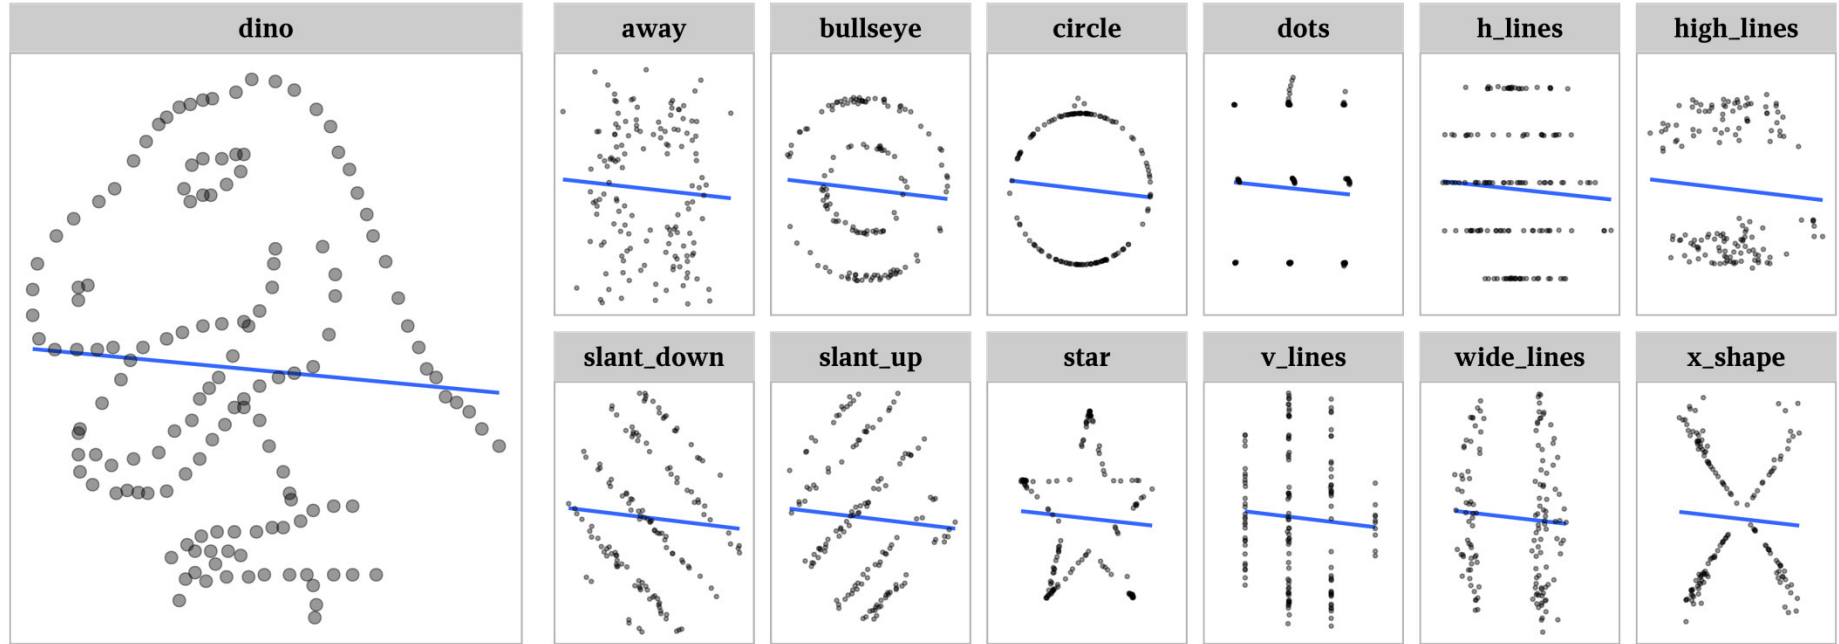 dino
away
bullseye
circle
dots
h_lines
high_lines
slant_down
slant_up
star
v_lines
wide_lines
x_shape